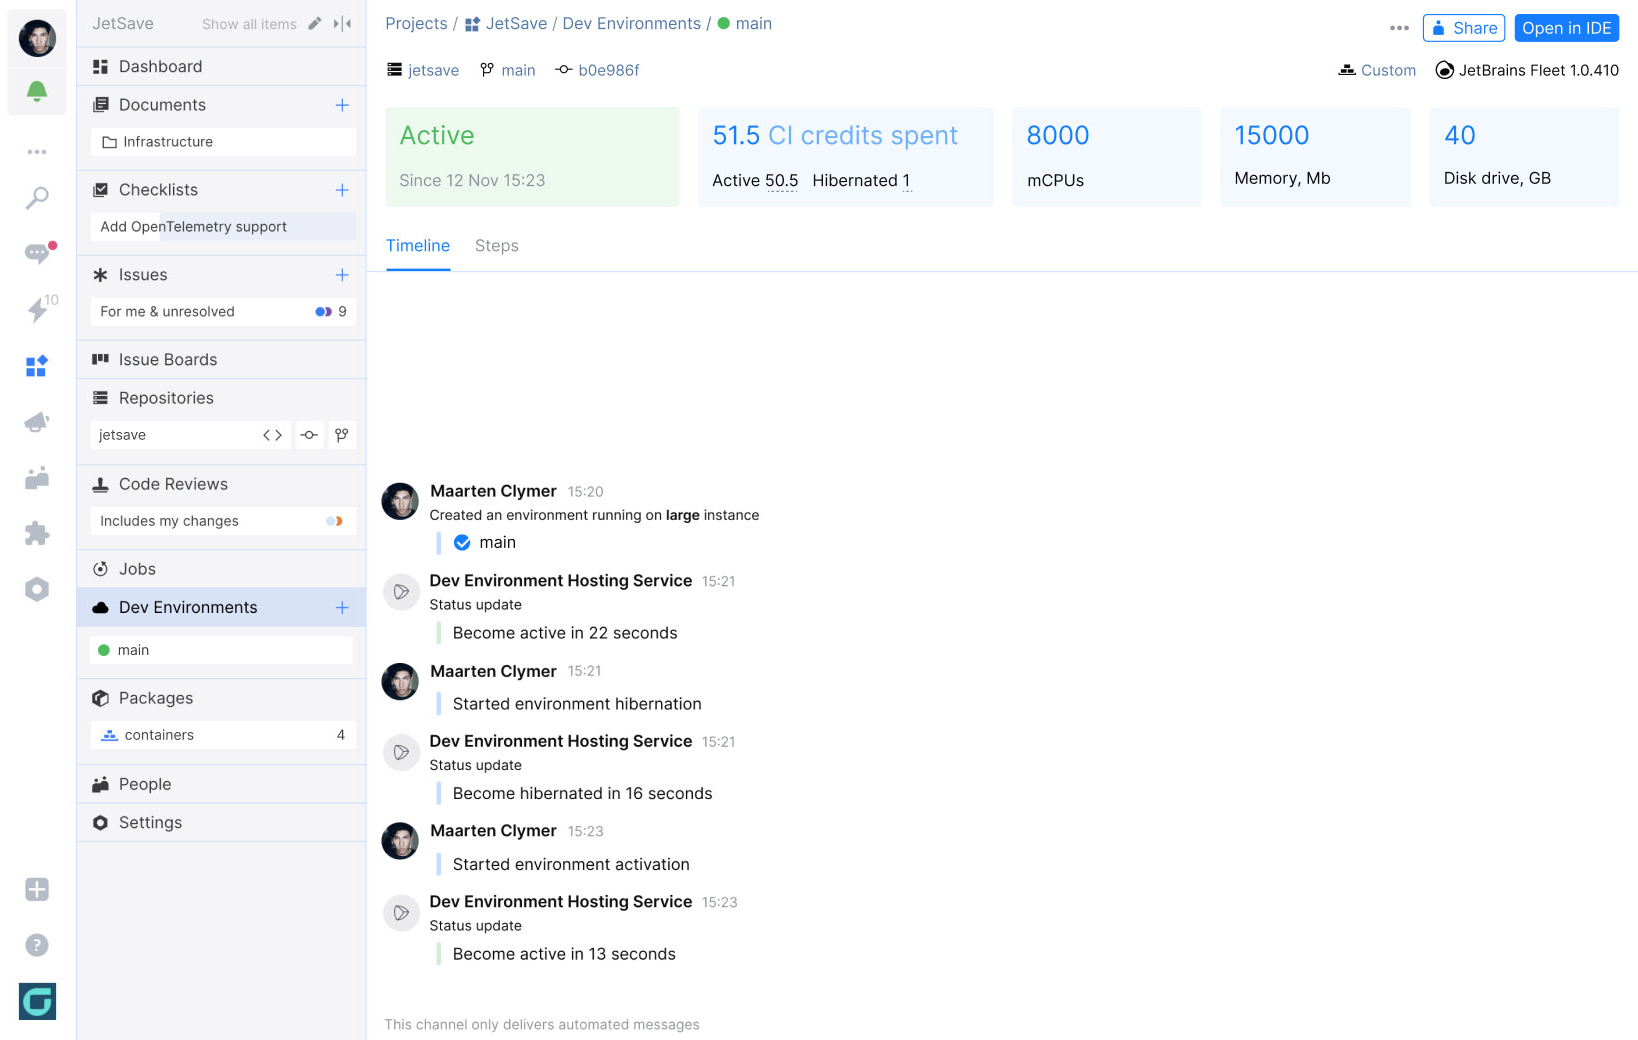 10
JetSave Show all items
Dashboard
Documents
Infrastructure
Checklists
Add OpenTelemetry support
Issues
For me & unresolved 9
Issue Boards
Repositories
jetsave
Code Reviews
Includes my changes
Jobs
Dev Environments
main
Packages
containers 4
People
Settings
Projects / JetSave / Dev Environments / main
Share Open in IDE
jetsave main b0e986f
Custom JetBrains Fleet 1.0.410
Active
Since 12 Nov 15:23
51.5 CI credits spent
Active 50.5 Hibernated 1
8000
mCPUs
15000
Memory, Mb
40
Disk drive, GB
Timeline Steps
Maarten Clymer 15:20
Created an environment running on large instance
main
Dev Environment Hosting Service 15:21
Status update
Become active in 22 seconds
Maarten Clymer 15:21
Started environment hibernation
Dev Environment Hosting Service 15:21
Status update
Become hibernated in 16 seconds
Maarten Clymer 15:23
Started environment activation
Dev Environment Hosting Service 15:23
Status update
Become active in 13 seconds
This channel only delivers automated messages